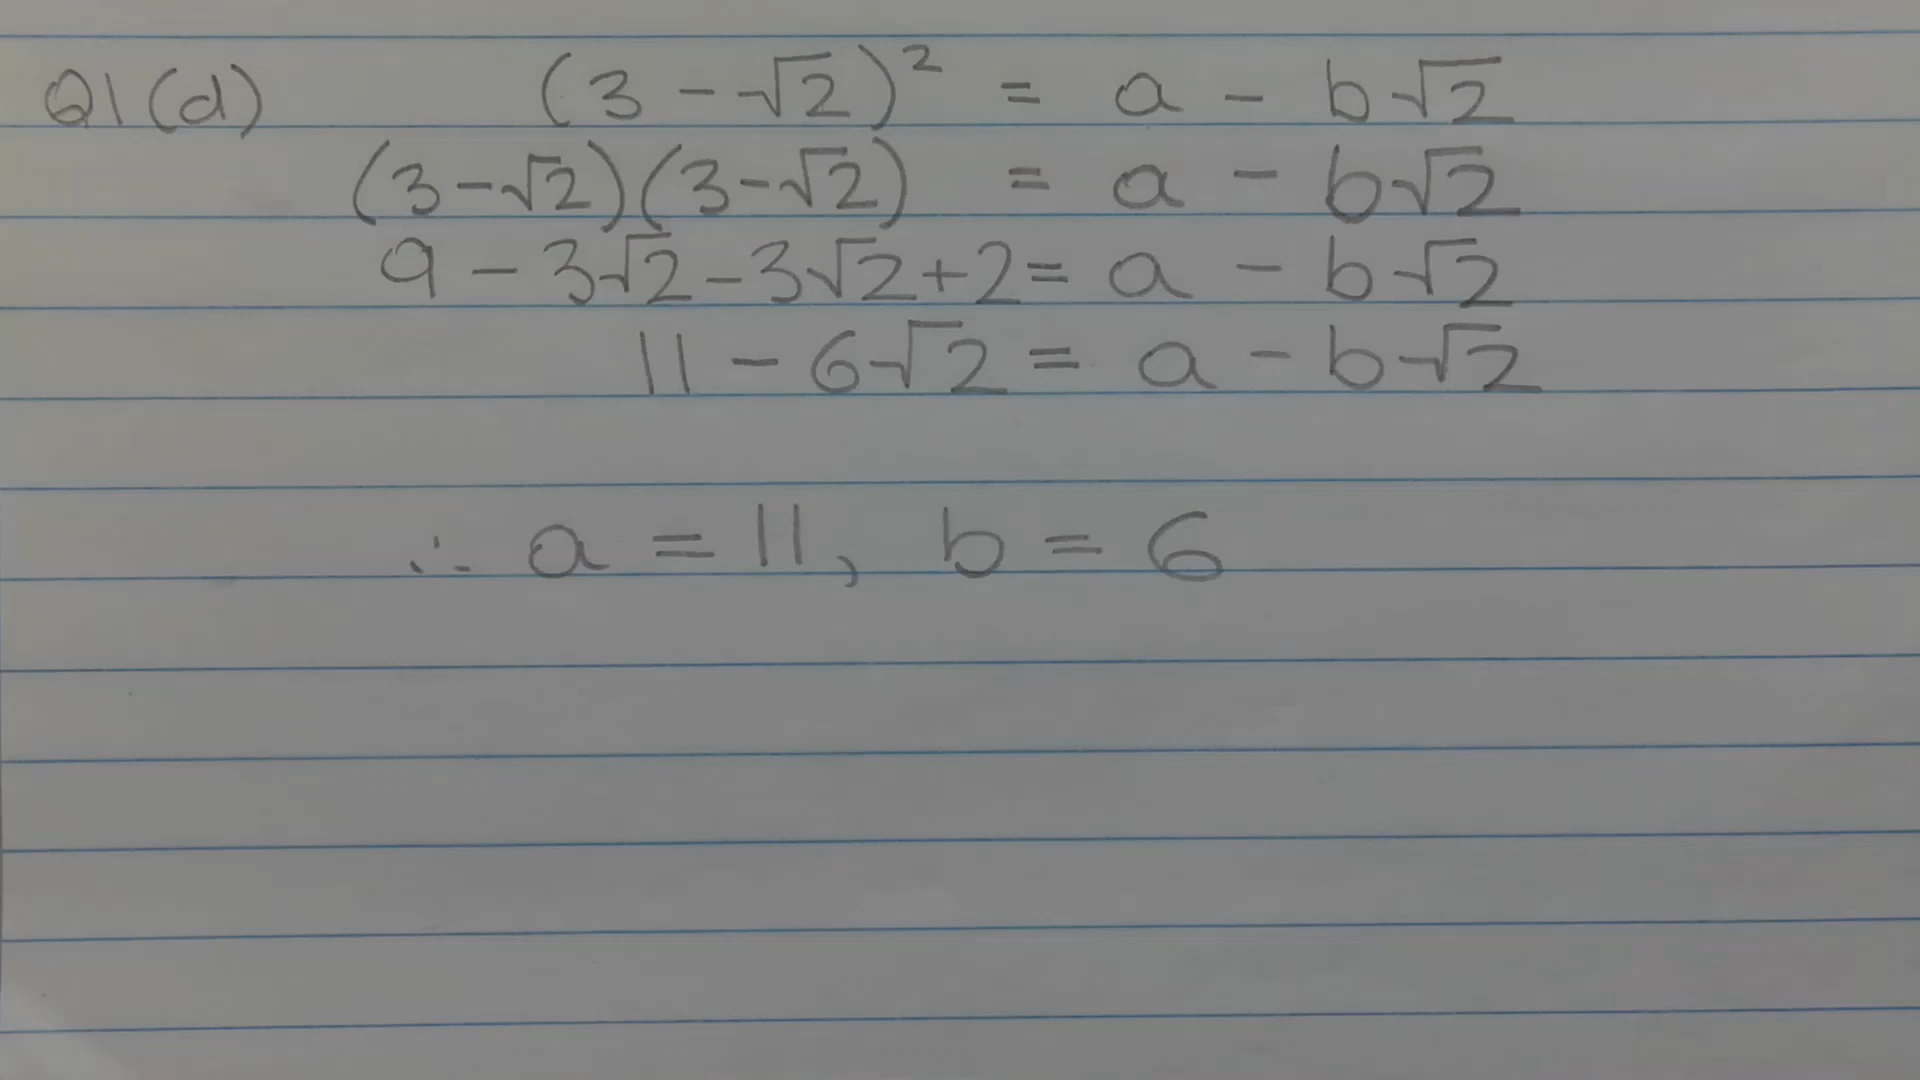 Q1(d) (3 - √2)² = a - b√2
(3-√2)(3-√2) = a - b√2
9 - 3√2 - 3√2 + 2 = a - b√2
11 - 6√2 = a - b√2
∴ a = 11, b = 6